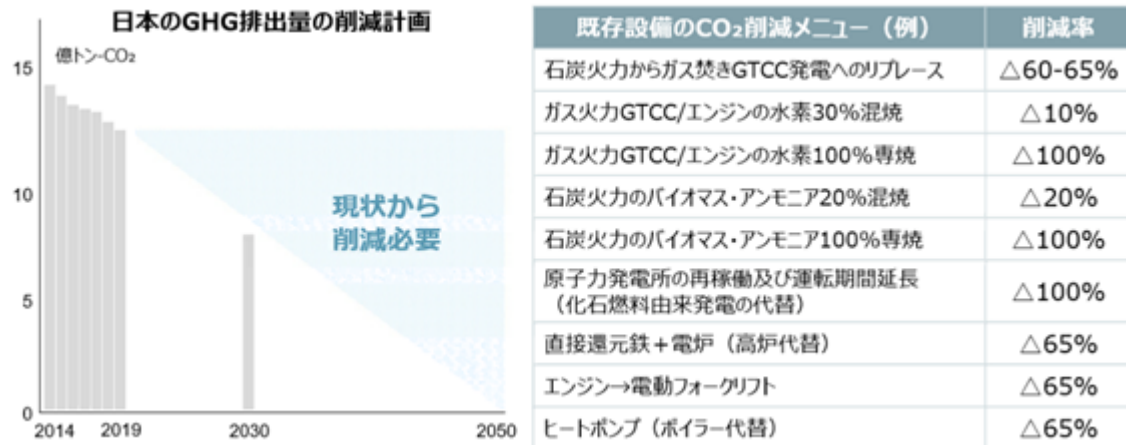 日本のGHG排出量の削減計画
億トン-CO₂
15
10
5
0
2014
2019
2030
2050
現状から
削減必要
既存設備のCO₂削減メニュー（例）
削減率
石炭火力からガス焚きGTCC発電へのリプレース
△60-65%
ガス火力GTCC/エンジンの水素30%混焼
△10%
ガス火力GTCC/エンジンの水素100%専焼
△100%
石炭火力のバイオマス・アンモニア20%混焼
△20%
石炭火力のバイオマス・アンモニア100%専焼
△100%
原子力発電所の再稼働及び運転期間延長
（化石燃料由来発電の代替）
△100%
直接還元鉄＋電炉（高炉代替）
△65%
エンジン→電動フォークリフト
△65%
ヒートポンプ（ボイラー代替）
△65%